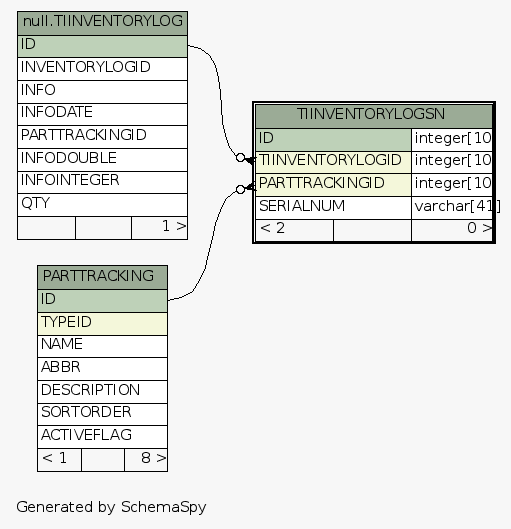 null.TIINVENTORYLOG
ID
INVENTORYLOGID
INFO
INFODATE
PARTTRACKINGID
INFODOUBLE
INFOINTEGER
QTY
1 >
TIINVENTORYLOGSN
ID integer[10
TIINVENTORYLOGID integer[10
PARTTRACKINGID integer[10
SERIALNUM varchar[41]
< 2 0 >
PARTTRACKING
ID
TYPEID
NAME
ABBR
DESCRIPTION
SORTORDER
ACTIVEFLAG
< 1 8 >
Generated by SchemaSpy